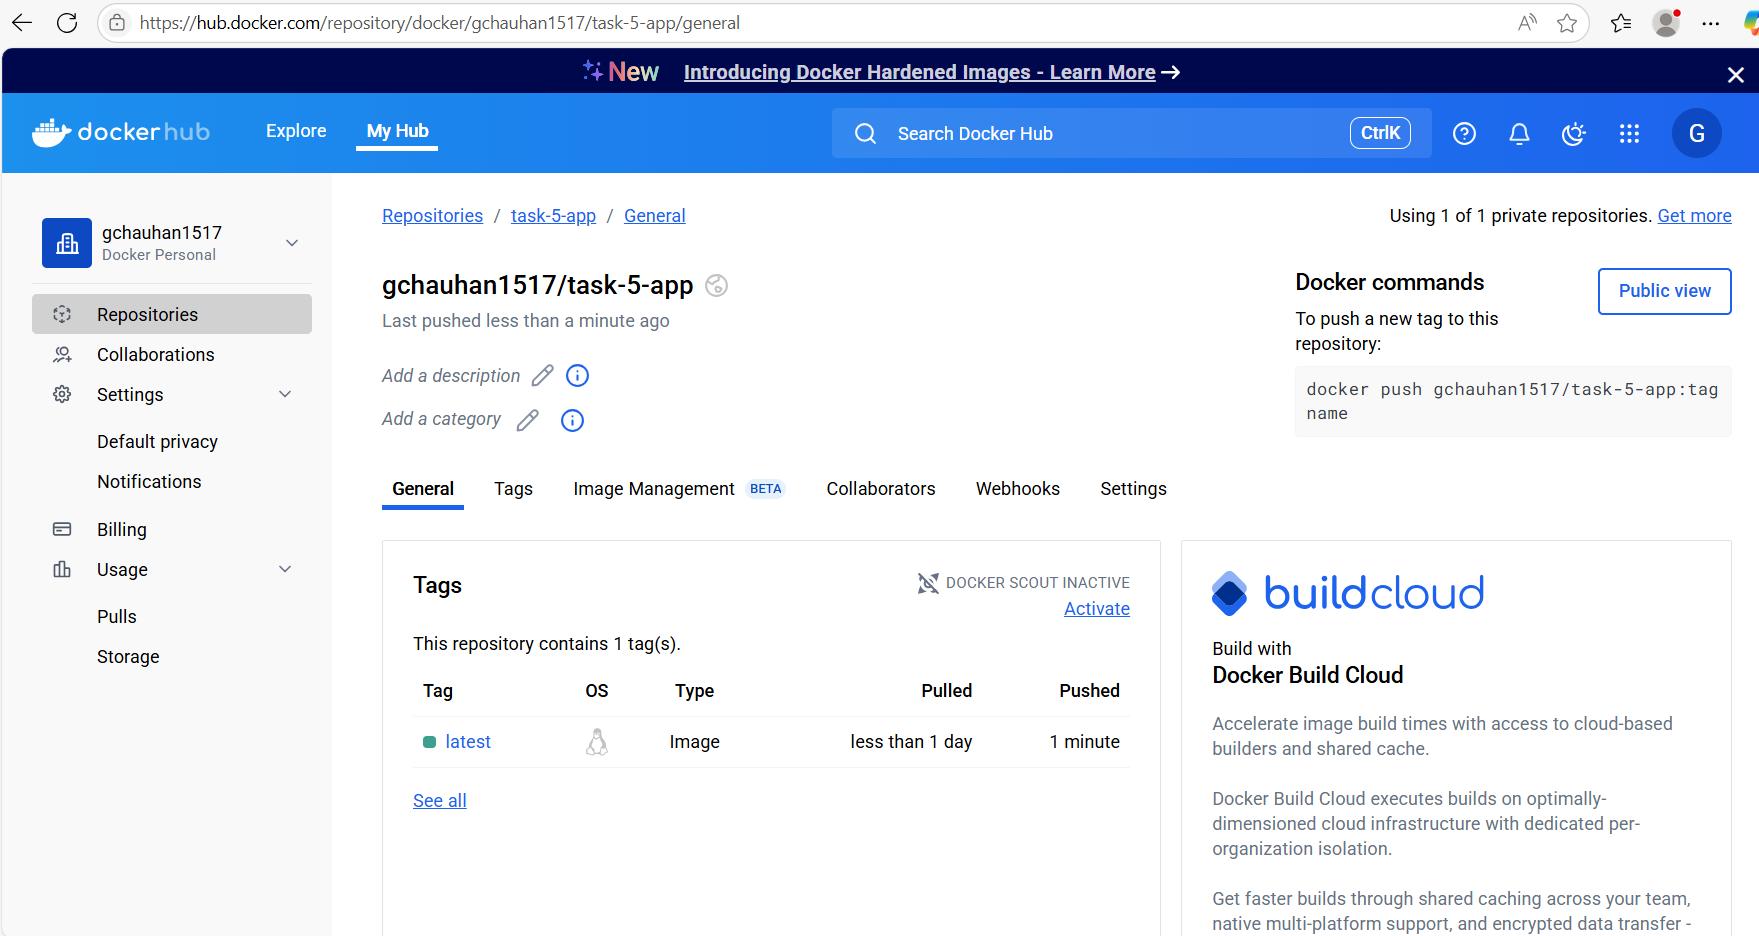 https://hub.docker.com/repository/docker/gchauhan1517/task-5-app/general
New Introducing Docker Hardened Images - Learn More
dockerhub Explore My Hub Search Docker Hub CtrlK G
gchauhan1517
Docker Personal
Repositories
Collaborations
Settings
Default privacy
Notifications
Billing
Usage
Pulls
Storage
Repositories / task-5-app / General
Using 1 of 1 private repositories. Get more
gchauhan1517/task-5-app
Last pushed less than a minute ago
Add a description
Add a category
Docker commands
Public view
To push a new tag to this
repository:
docker push gchauhan1517/task-5-app:tag
name
General Tags Image Management BETA Collaborators Webhooks Settings
Tags
DOCKER SCOUT INACTIVE
Activate
This repository contains 1 tag(s).
Tag OS Type Pulled Pushed
latest Image less than 1 day 1 minute
See all
buildcloud
Build with
Docker Build Cloud
Accelerate image build times with access to cloud-based
builders and shared cache.
Docker Build Cloud executes builds on optimally-
dimensioned cloud infrastructure with dedicated per-
organization isolation.
Get faster builds through shared caching across your team,
native multi-platform support, and encrypted data transfer -